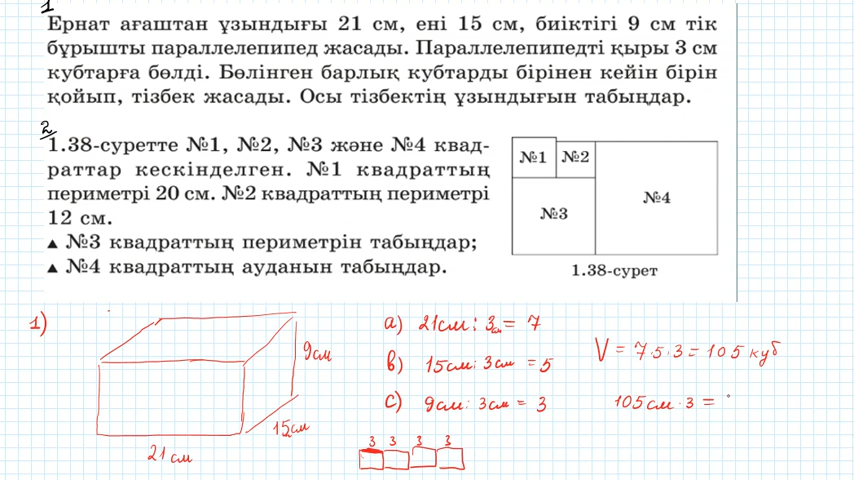 1
Ернат ағаштан ұзындығы 21 см, ені 15 см, биіктігі 9 см тік
бұрышты параллелепипед жасады. Параллелепипедті қыры 3 см
кубтарға бөлді. Бөлінген барлық кубтарды бірінен кейін бірін
қойып, тізбек жасады. Осы тізбектің ұзындығын табыңдар.
2
1.38-суретте №1, №2, №3 және №4 квад-
раттар кескінделген. №1 квадраттың
периметрі 20 см. №2 квадраттың периметрі
12 см.
▲ №3 квадраттың периметрін табыңдар;
▲ №4 квадраттың ауданын табыңдар.
№1
№2
№3
№4
1.38-сурет
1)
9см
15см
21см
a) 21см : 3см = 7
в) 15см : 3см = 5
c) 9см : 3см = 3
3 3 3 3
V = 7·5·3 = 105 куб
105см · 3 =